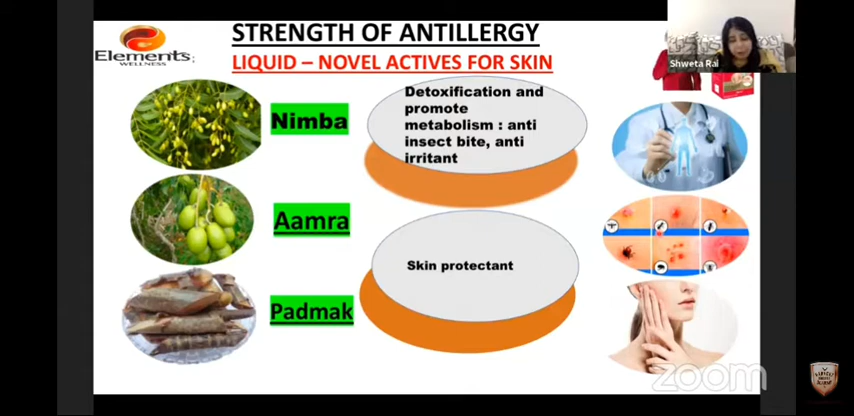 STRENGTH OF ANTILLERGY
LIQUID – NOVEL ACTIVES FOR SKIN
Elements
WELLNESS
Shweta Rai
Nimba
Detoxification and
promote
metabolism : anti
insect bite, anti
irritant
Aamra
Skin protectant
Padmak
zoom